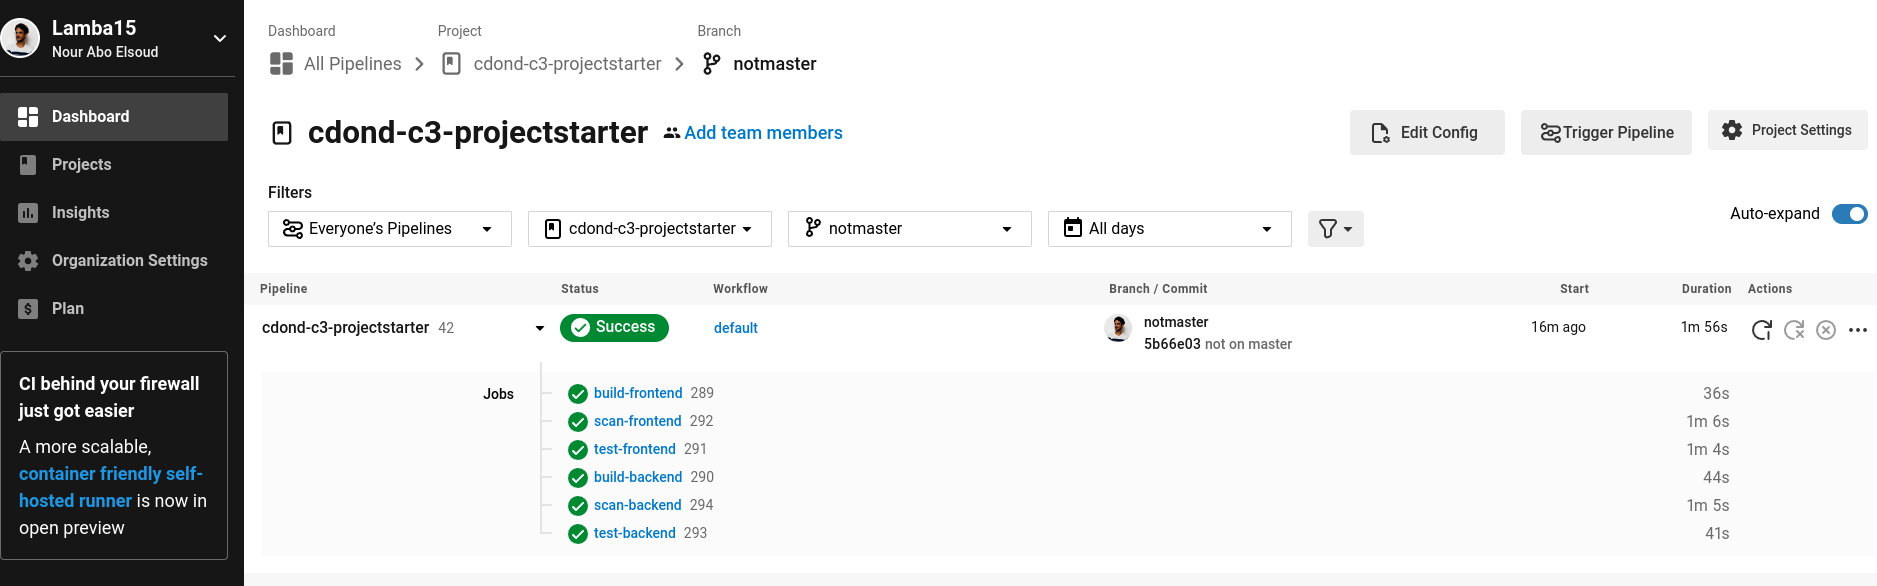 Lamba15
Nour Abo Elsoud
Dashboard
Projects
Insights
Organization Settings
Plan
CI behind your firewall
just got easier
A more scalable,
container friendly self-
hosted runner is now in
open preview
Dashboard Project Branch
All Pipelines cdond-c3-projectstarter notmaster
cdond-c3-projectstarter Add team members
Edit Config Trigger Pipeline Project Settings
Filters
Everyone’s Pipelines cdond-c3-projectstarter notmaster All days
Auto-expand
Pipeline Status Workflow Branch / Commit Start Duration Actions
cdond-c3-projectstarter 42 Success default notmaster 16m ago 1m 56s
5b66e03 not on master
Jobs build-frontend 289 36s
scan-frontend 292 1m 6s
test-frontend 291 1m 4s
build-backend 290 44s
scan-backend 294 1m 5s
test-backend 293 41s